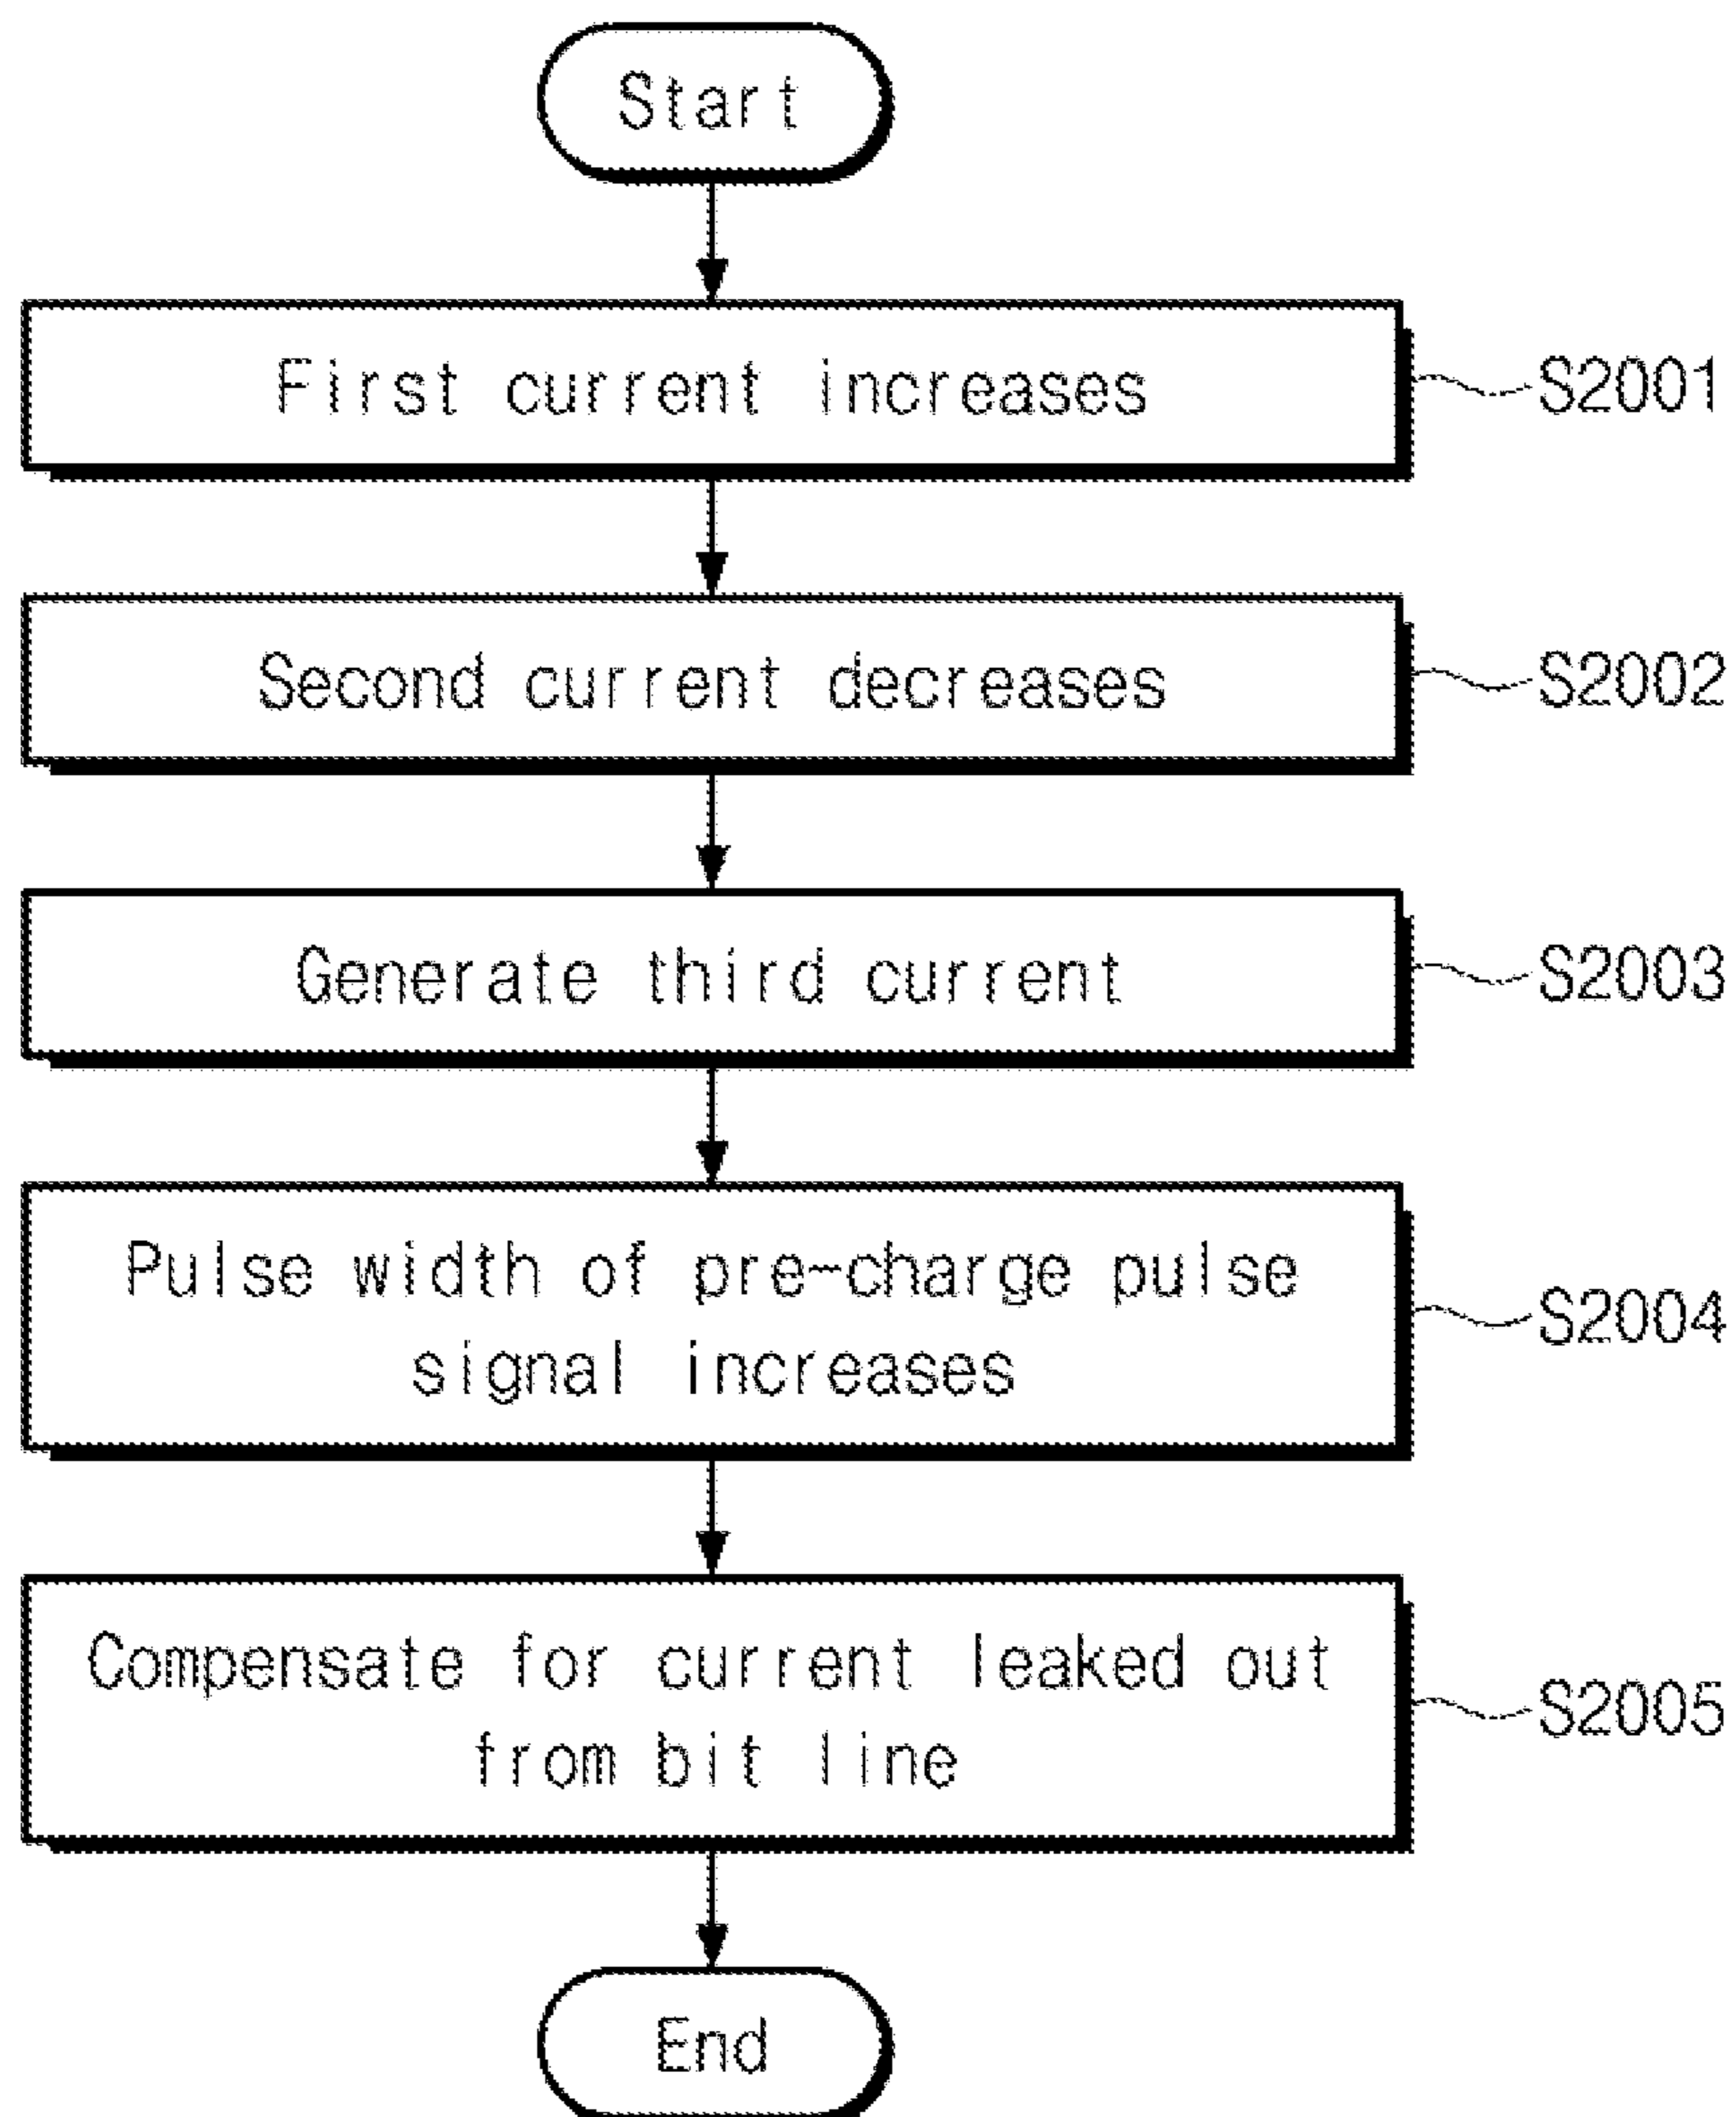 Start
First current increases
S2001
Second current decreases
S2002
Generate third current
S2003
Pulse width of pre-charge pulse
signal increases
S2004
Compensate for current leaked out
from bit line
S2005
End